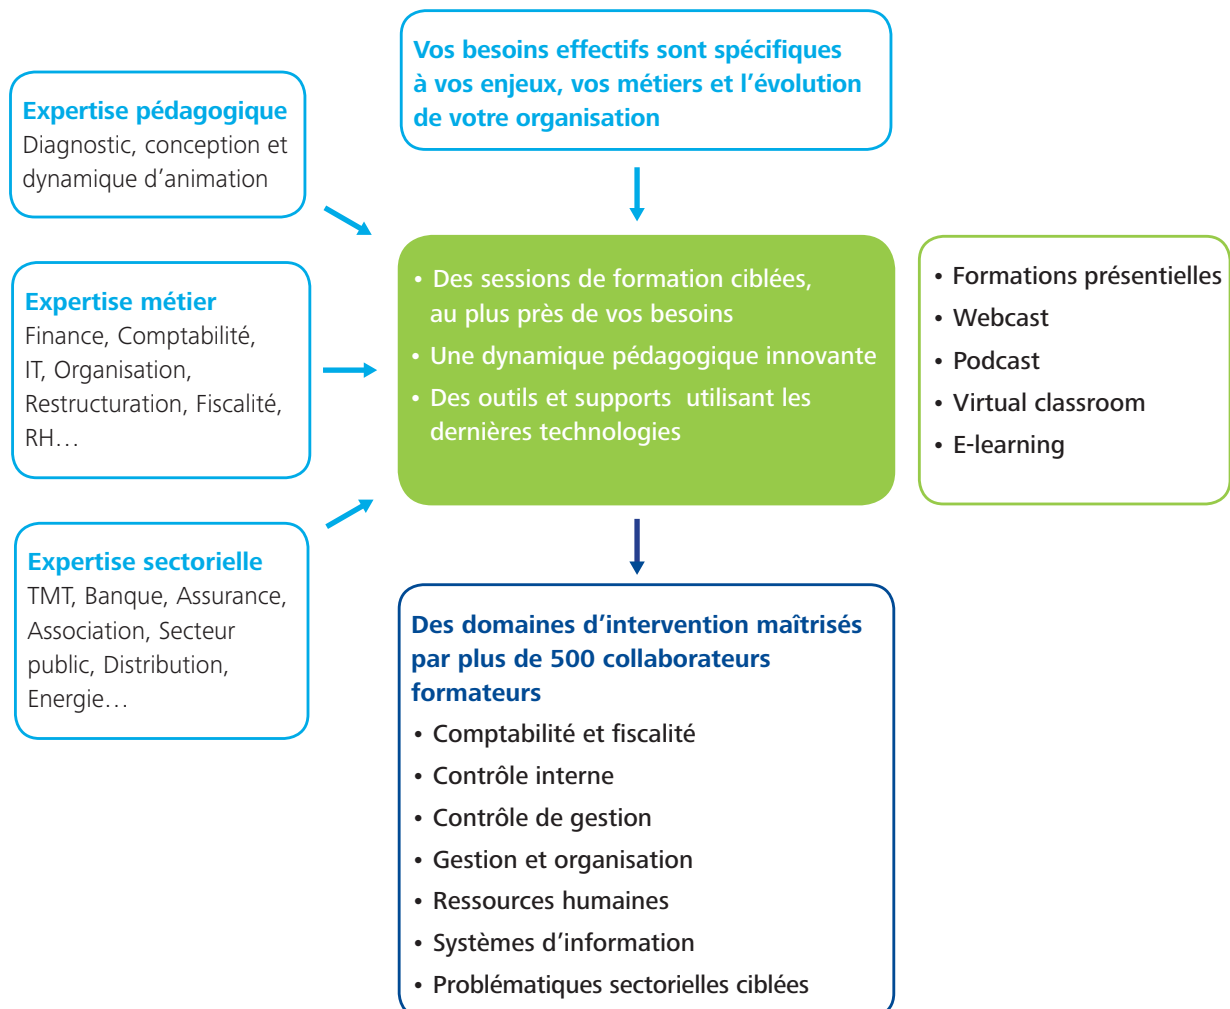 Vos besoins effectifs sont spécifiques
à vos enjeux, vos métiers et l’évolution
de votre organisation
Expertise pédagogique
Diagnostic, conception et
dynamique d’animation
Expertise métier
Finance, Comptabilité,
IT, Organisation,
Restructuration, Fiscalité,
RH…
Expertise sectorielle
TMT, Banque, Assurance,
Association, Secteur
public, Distribution,
Energie…
• Des sessions de formation ciblées,
au plus près de vos besoins
• Une dynamique pédagogique innovante
• Des outils et supports utilisant les
dernières technologies
• Formations présentielles
• Webcast
• Podcast
• Virtual classroom
• E-learning
Des domaines d’intervention maîtrisés
par plus de 500 collaborateurs
formateurs
• Comptabilité et fiscalité
• Contrôle interne
• Contrôle de gestion
• Gestion et organisation
• Ressources humaines
• Systèmes d’information
• Problématiques sectorielles ciblées